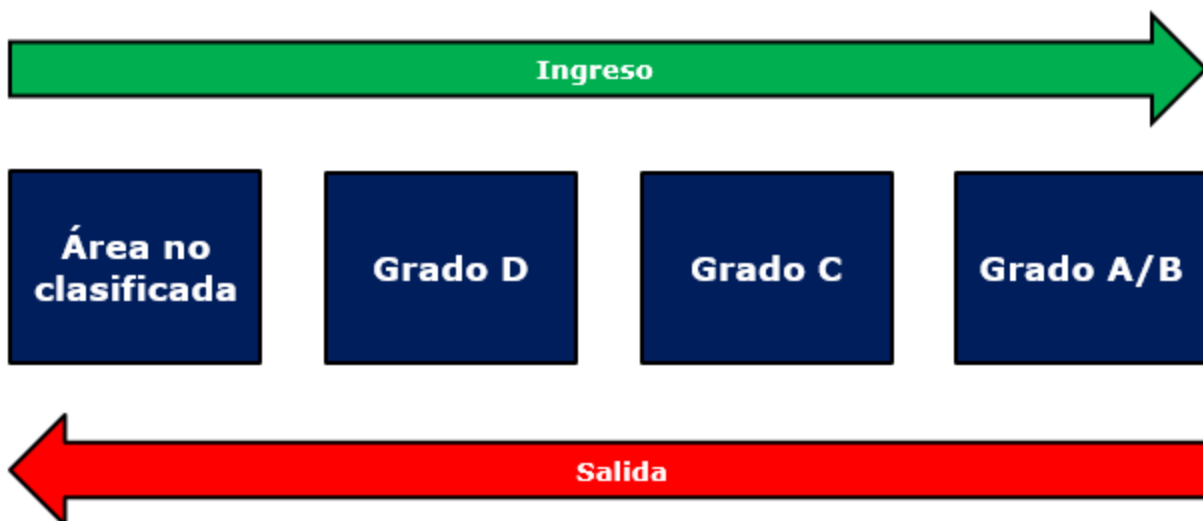 Ingreso
Área no
clasificada
Grado D
Grado C
Grado A/B
Salida